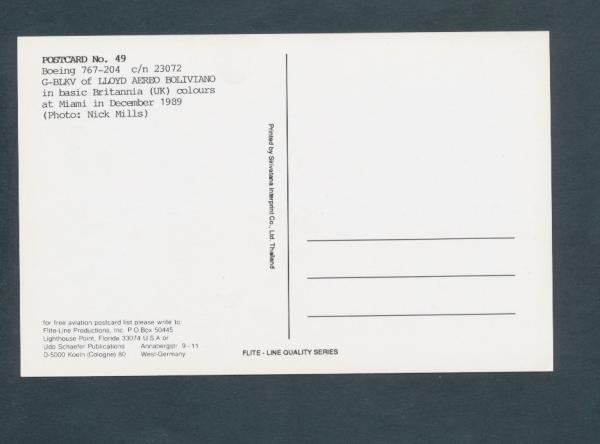 POSTCARD No. 49
Boeing 767-204 c/n 23072
G-BLKV of LLOYD AEREO BOLIVIANO
in basic Britannia (UK) colours
at Miami in December 1989
(Photo: Nick Mills)
Printed by Sirivatana Interprint Co., Ltd. Thailand
for free aviation postcard list please write to
Flite-Line Productions, Inc. P.O.Box 50445
Lighthouse Point, Florida 33074 U.S.A or
Udo Schaefer Publications Annabergstr. 9 - 11
D-5000 Koeln (Cologne) 80 West-Germany
FLITE - LINE QUALITY SERIES